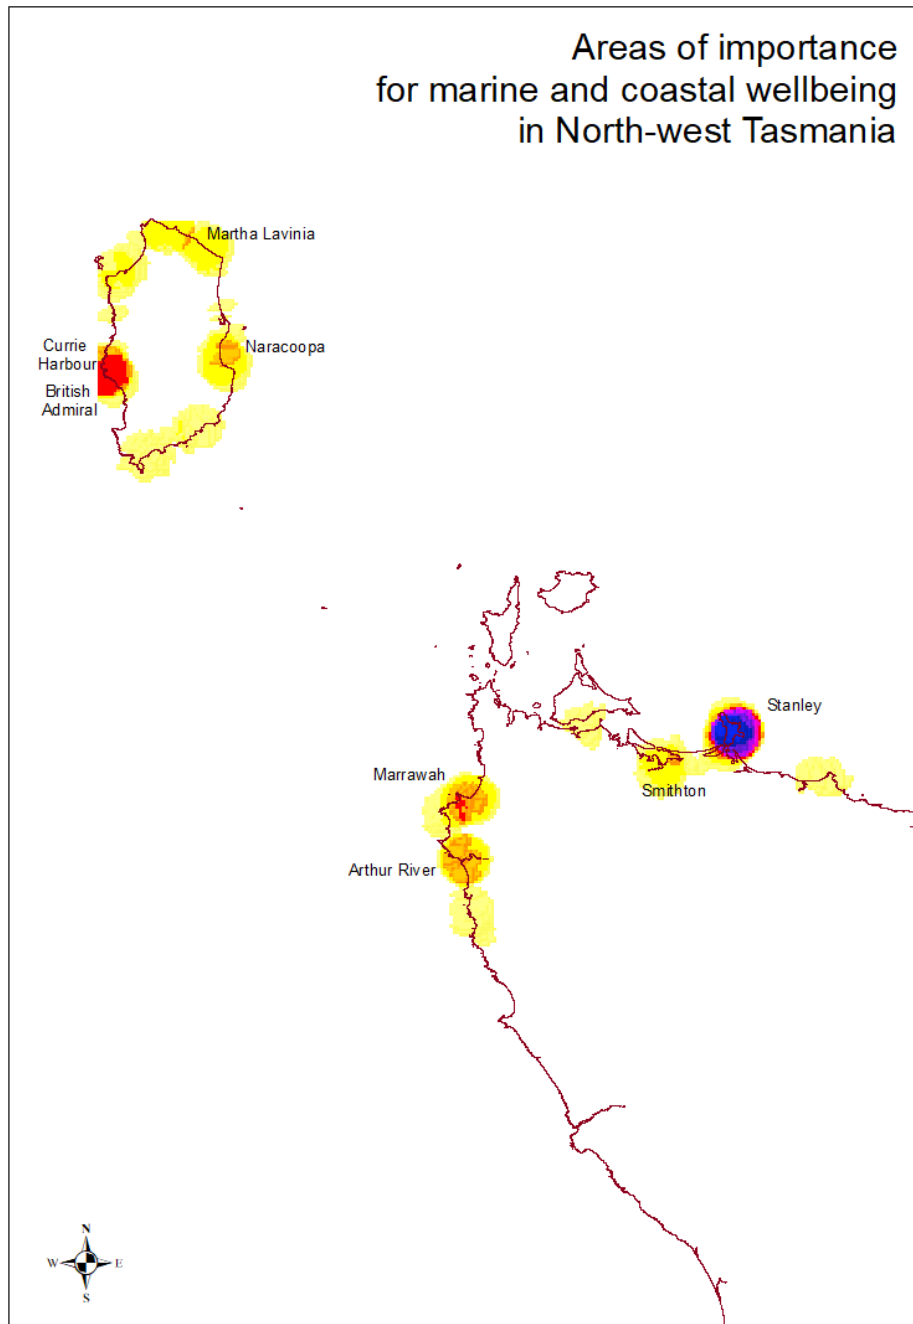 Areas of importance
for marine and coastal wellbeing
in North-west Tasmania
Martha Lavinia
Currie
Harbour
Naracoopa
British
Admiral
Stanley
Marrawah
Smithton
Arthur River
N
W
E
S